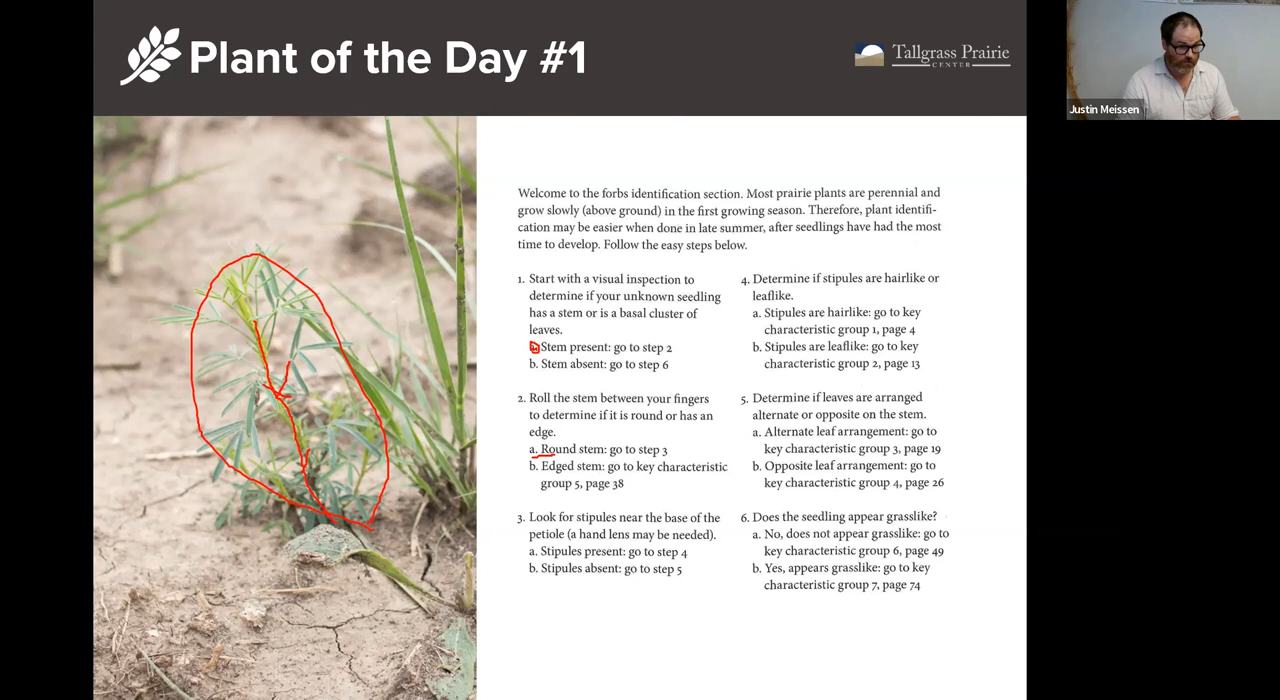 Plant of the Day #1
Tallgrass Prairie
CENTER
Justin Meissen
Welcome to the forbs identification section. Most prairie plants are perennial and
grow slowly (above ground) in the first growing season. Therefore, plant identifi-
cation may be easier when done in late summer, after seedlings have had the most
time to develop. Follow the easy steps below.
1. Start with a visual inspection to
determine if your unknown seedling
has a stem or is a basal cluster of
leaves.
a. Stem present: go to step 2
b. Stem absent: go to step 6
2. Roll the stem between your fingers
to determine if it is round or has an
edge.
a. Round stem: go to step 3
b. Edged stem: go to key characteristic
group 5, page 38
3. Look for stipules near the base of the
petiole (a hand lens may be needed).
a. Stipules present: go to step 4
b. Stipules absent: go to step 5
4. Determine if stipules are hairlike or
leaflike.
a. Stipules are hairlike: go to key
characteristic group 1, page 4
b. Stipules are leaflike: go to key
characteristic group 2, page 13
5. Determine if leaves are arranged
alternate or opposite on the stem.
a. Alternate leaf arrangement: go to
key characteristic group 3, page 19
b. Opposite leaf arrangement: go to
key characteristic group 4, page 26
6. Does the seedling appear grasslike?
a. No, does not appear grasslike: go to
key characteristic group 6, page 49
b. Yes, appears grasslike: go to key
characteristic group 7, page 74